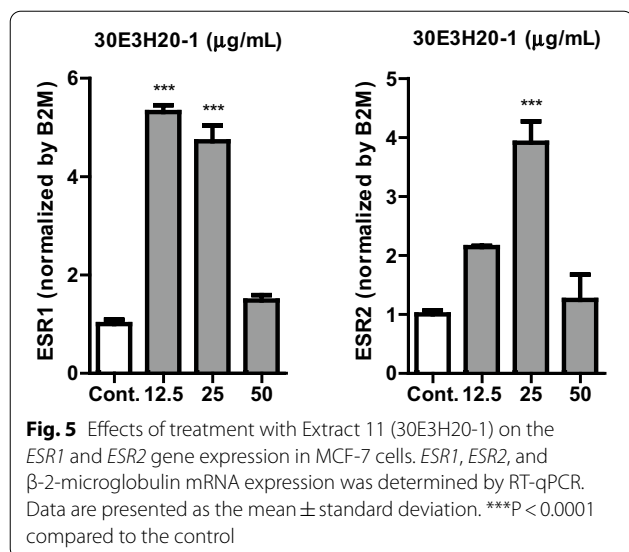 30E3H20-1 (μg/mL)
ESR1 (normalized by B2M)
6
4
2
0
***
***
Cont. 12.5 25 50
30E3H20-1 (μg/mL)
ESR2 (normalized by B2M)
5
4
3
2
1
0
***
Cont. 12.5 25 50
Fig. 5 Effects of treatment with Extract 11 (30E3H20-1) on the
ESR1 and ESR2 gene expression in MCF-7 cells. ESR1, ESR2, and
β-2-microglobulin mRNA expression was determined by RT-qPCR.
Data are presented as the mean ± standard deviation. ***P < 0.0001
compared to the control